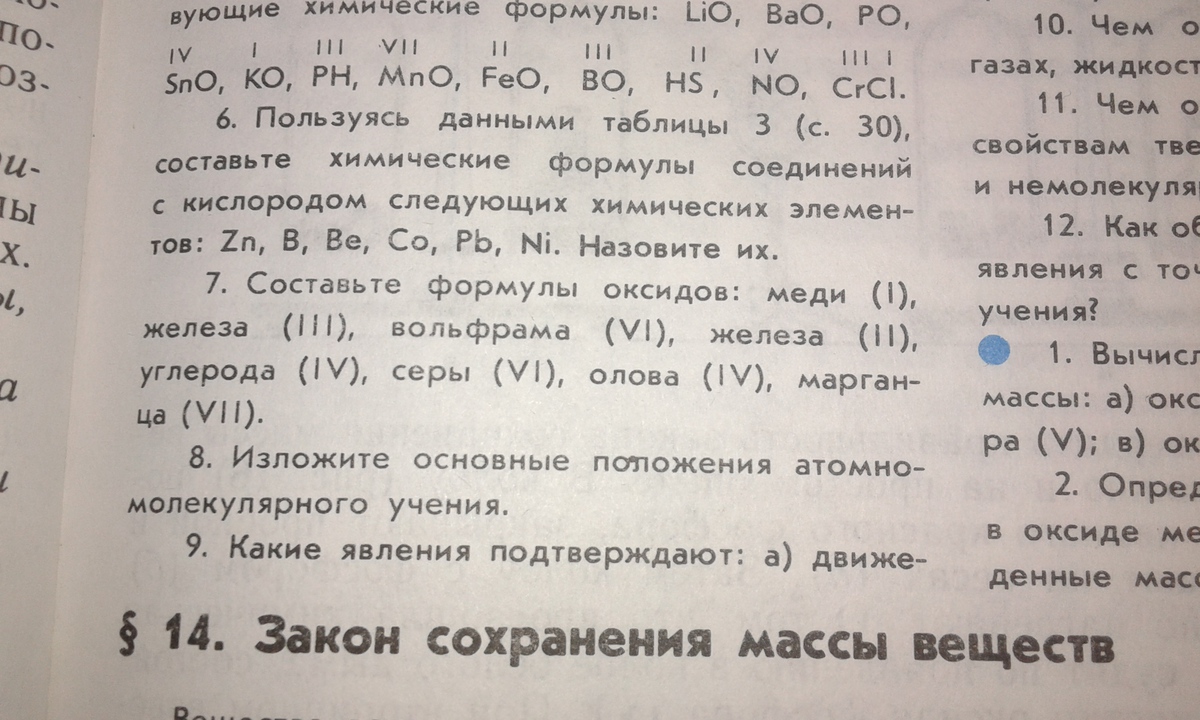 по-
оз-
вующие химические формулы: LiO, BaO, PO,
IV I III VII II III II IV III I
SnO, KO, PH, MnO, FeO, BO, HS, NO, CrCl.
6. Пользуясь данными таблицы 3 (с. 30),
составьте химические формулы соединений
с кислородом следующих химических элемен-
тов: Zn, B, Be, Co, Pb, Ni. Назовите их.
7. Составьте формулы оксидов: меди (I),
железа (III), вольфрама (VI), железа (II),
углерода (IV), серы (VI), олова (IV), марган-
ца (VII).
8. Изложите основные положения атомно-
молекулярного учения.
9. Какие явления подтверждают: а) движе-
10. Чем о
газах, жидкост
11. Чем о
свойствам тве
и немолекуля
12. Как об
явления с точ
учения?
1. Вычисл
массы: а) окс
ра (V); в) ок
2. Опред
в оксиде ме
денные масс
§ 14. Закон сохранения массы веществ